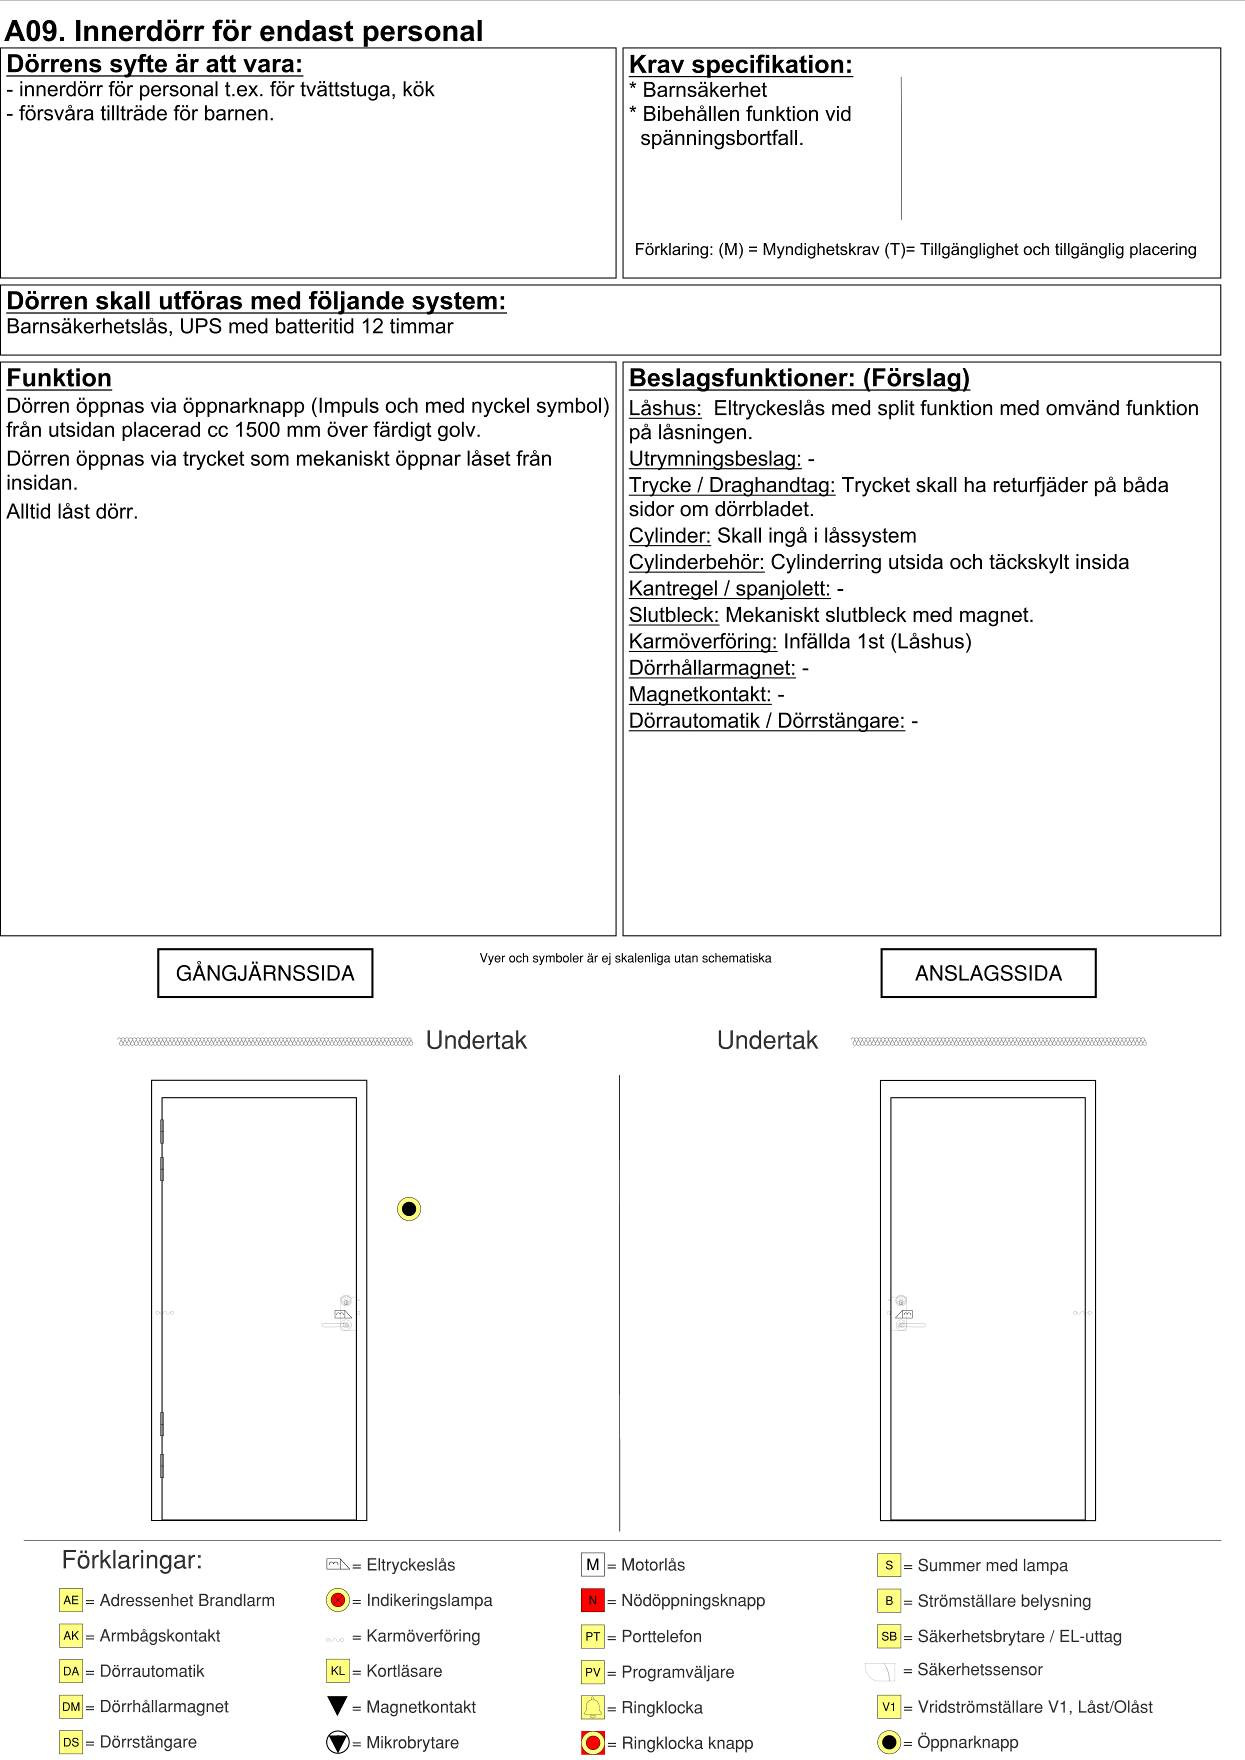 A09. Innerdörr för endast personal
Dörrens syfte är att vara:
- innerdörr för personal t.ex. för tvättstuga, kök
- försvåra tillträde för barnen.
Krav specifikation:
* Barnsäkerhet
* Bibehållen funktion vid
spänningsbortfall.
Förklaring: (M) = Myndighetskrav (T)= Tillgänglighet och tillgänglig placering
Dörren skall utföras med följande system:
Barnsäkerhetslås, UPS med batteritid 12 timmar
Funktion
Dörren öppnas via öppnarknapp (Impuls och med nyckel symbol)
från utsidan placerad cc 1500 mm över färdigt golv.
Dörren öppnas via trycket som mekaniskt öppnar låset från
insidan.
Alltid låst dörr.
Beslagsfunktioner: (Förslag)
Låshus: Eltryckeslås med split funktion med omvänd funktion
på låsningen.
Utrymningsbeslag: -
Trycke / Draghandtag: Trycket skall ha returfjäder på båda
sidor om dörrbladet.
Cylinder: Skall ingå i låssystem
Cylinderbehör: Cylinderring utsida och täckskylt insida
Kantregel / spanjolett: -
Slutbleck: Mekaniskt slutbleck med magnet.
Karmöverföring: Infällda 1st (Låshus)
Dörrhållarmagnet: -
Magnetkontakt: -
Dörrautomatik / Dörrstängare: -
GÅNGJÄRNSSIDA
Vyer och symboler är ej skalenliga utan schematiska
ANSLAGSSIDA
Undertak
Undertak
Förklaringar:
AE = Adressenhet Brandlarm
AK = Armbågskontakt
DA = Dörrautomatik
DM = Dörrhållarmagnet
DS = Dörrstängare
= Eltryckeslås
= Indikeringslampa
= Karmöverföring
KL = Kortläsare
= Magnetkontakt
= Mikrobrytare
M = Motorlås
N = Nödöppningsknapp
PT = Porttelefon
PV = Programväljare
= Ringklocka
= Ringklocka knapp
S = Summer med lampa
B = Strömställare belysning
SB = Säkerhetsbrytare / EL-uttag
= Säkerhetssensor
V1 = Vridströmställare V1, Låst/Olåst
= Öppnarknapp